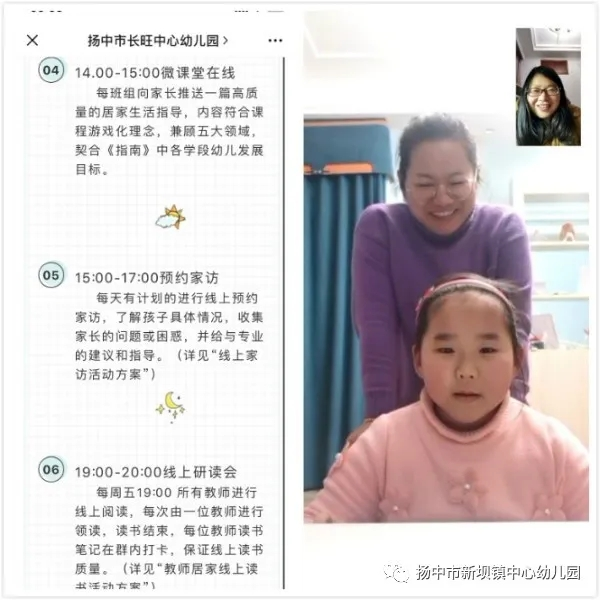 扬中市长旺中心幼儿园
04
14.00-15:00微课堂在线
每班组向家长推送一篇高质
量的居家生活指导，内容符合课
程游戏化理念，兼顾五大领域，
契合《指南》中各学段幼儿发展
目标。
05
15:00-17:00预约家访
每天有计划的进行线上预约
家访，了解孩子具体情况，收集
家长的问题或困惑，并给与专业
的建议和指导。（详见“线上家
访活动方案”）
06
19:00-20:00线上研读会
每周五19:00 所有教师进行
线上阅读，每次由一位教师进行
领读，读书结束，每位教师读书
笔记在群内打卡，保证线上读书
质量。（详见“教师居家线上读
书活动方案”）
扬中市新坝镇中心幼儿园